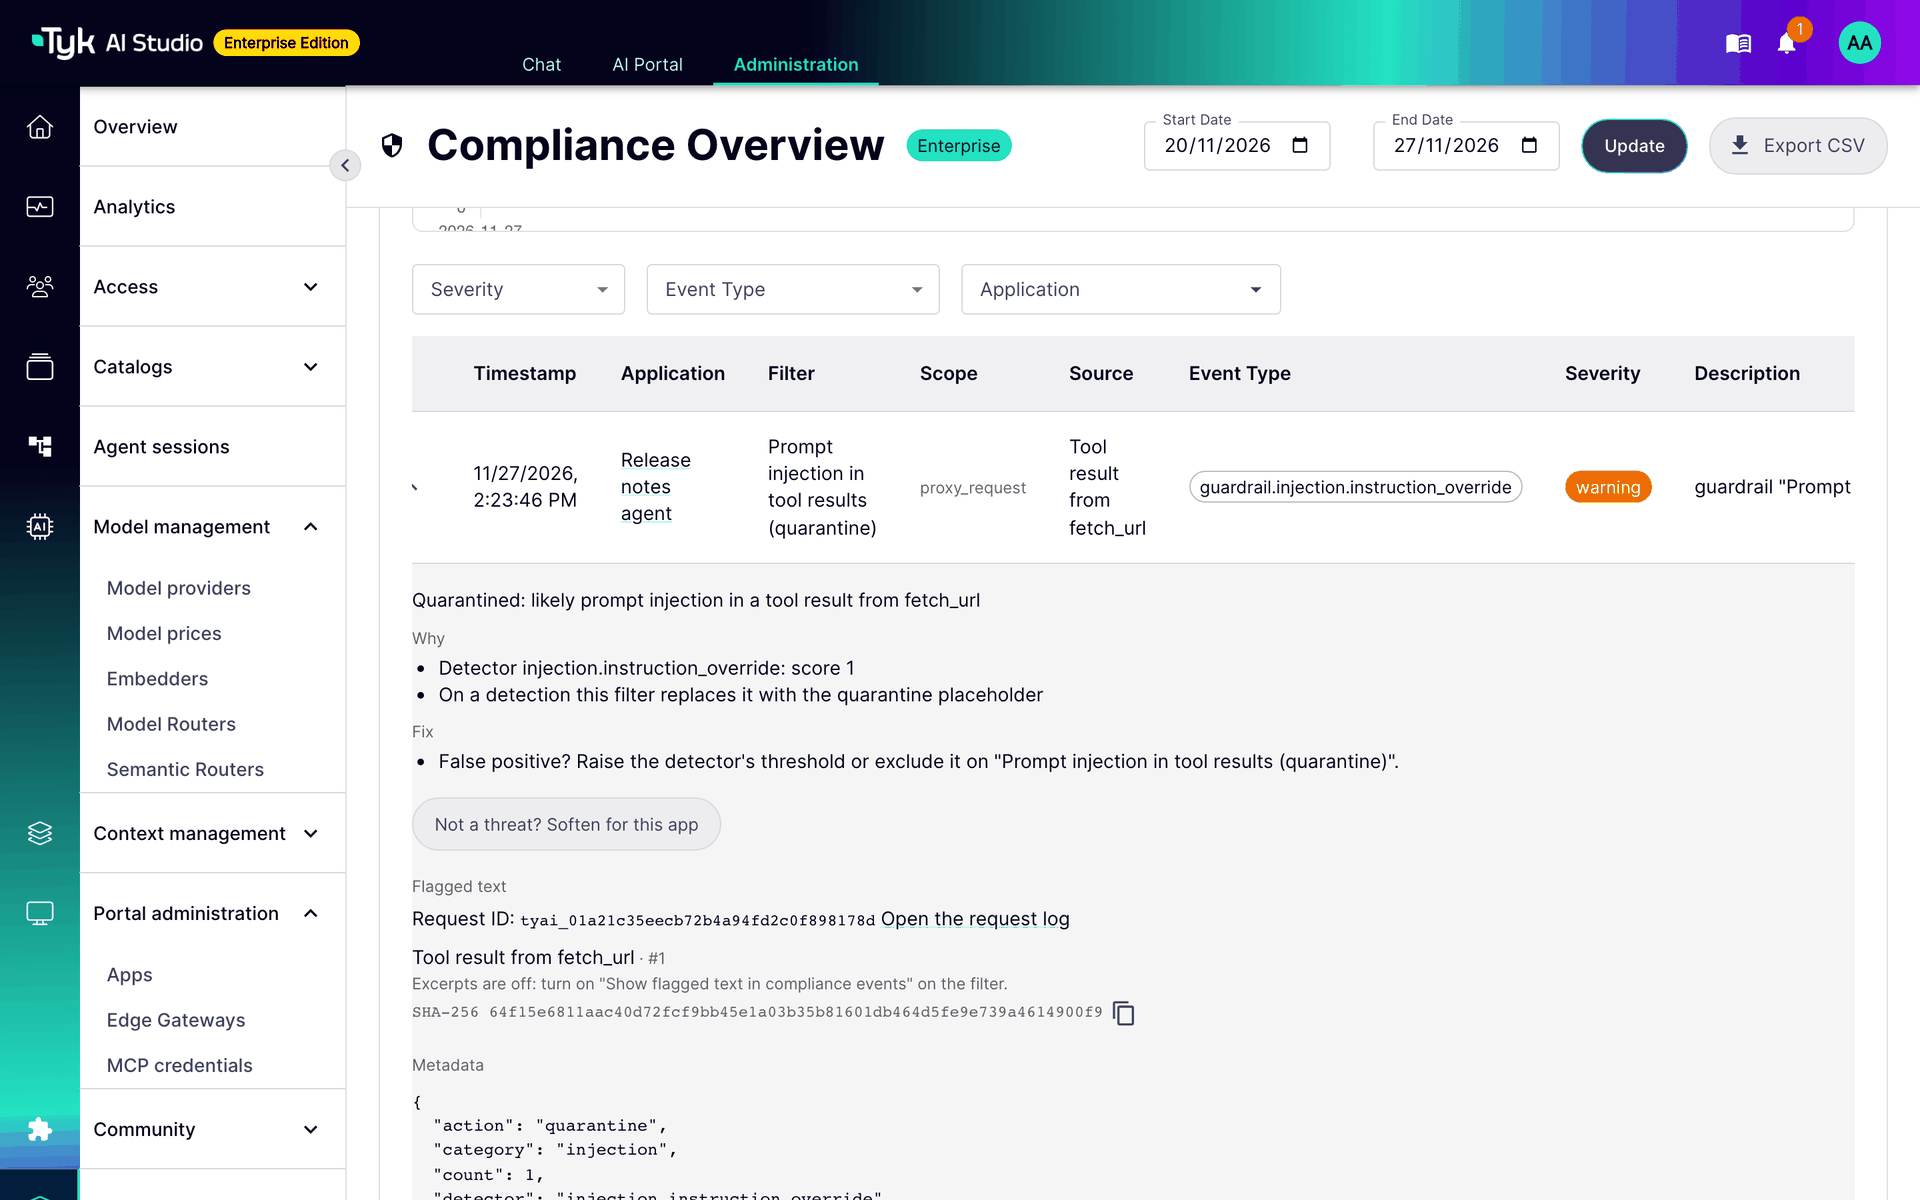 Tyk AI Studio Enterprise Edition
Chat AI Portal Administration
1
AA
Overview
Analytics
Access
Catalogs
Agent sessions
Model management
Model providers
Model prices
Embedders
Model Routers
Semantic Routers
Context management
Portal administration
Apps
Edge Gateways
MCP credentials
Community
Compliance Overview Enterprise
Start Date
20/11/2026
End Date
27/11/2026
Update
Export CSV
0
2026-11-27
Severity Event Type Application
Timestamp Application Filter Scope Source Event Type Severity Description
11/27/2026,
2:23:46 PM
Release
notes
agent
Prompt
injection in
tool results
(quarantine)
proxy_request
Tool
result
from
fetch_url
guardrail.injection.instruction_override
warning
guardrail "Prompt
Quarantined: likely prompt injection in a tool result from fetch_url
Why
• Detector injection.instruction_override: score 1
• On a detection this filter replaces it with the quarantine placeholder
Fix
• False positive? Raise the detector's threshold or exclude it on "Prompt injection in tool results (quarantine)".
Not a threat? Soften for this app
Flagged text
Request ID: tyai_01a21c35eecb72b4a94fd2c0f898178d Open the request log
Tool result from fetch_url · #1
Excerpts are off: turn on "Show flagged text in compliance events" on the filter.
SHA-256 64f15e6811aac40d72fcf9bb45e1a03b35b81601db464d5fe9e739a4614900f9
Metadata
{
"action": "quarantine",
"category": "injection",
"count": 1,
"detector": "injection.instruction_override"